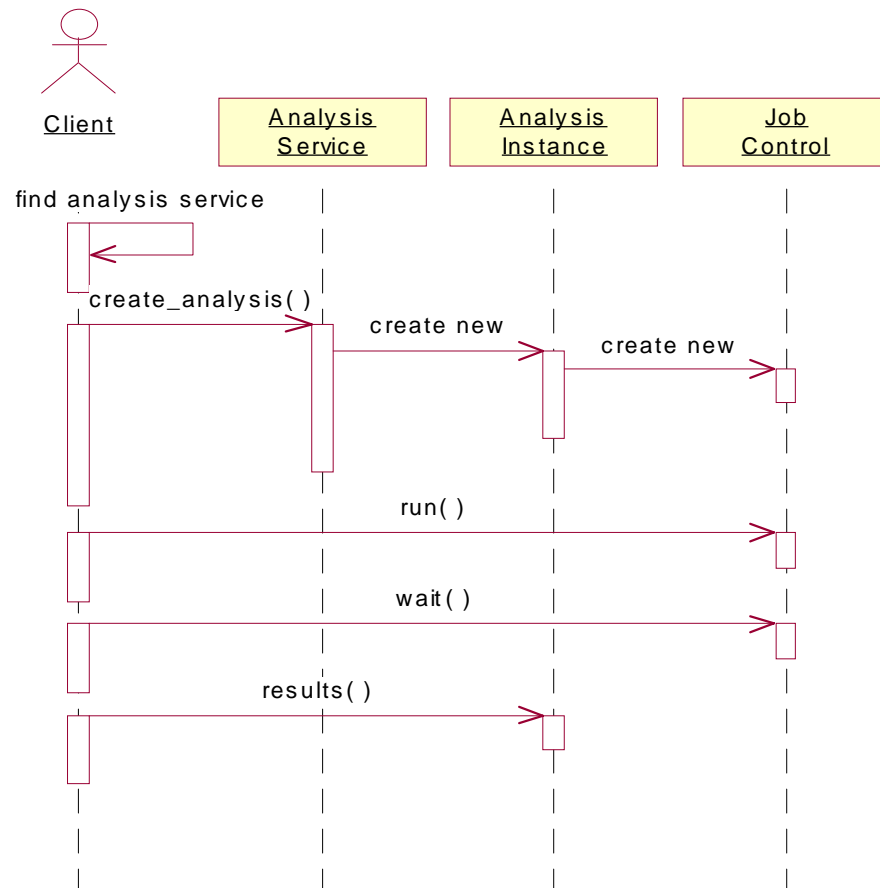 Client
Analysis
Service
Analysis
Instance
Job
Control
find analysis service
create_analysis( )
create new
create new
run( )
wait( )
results( )